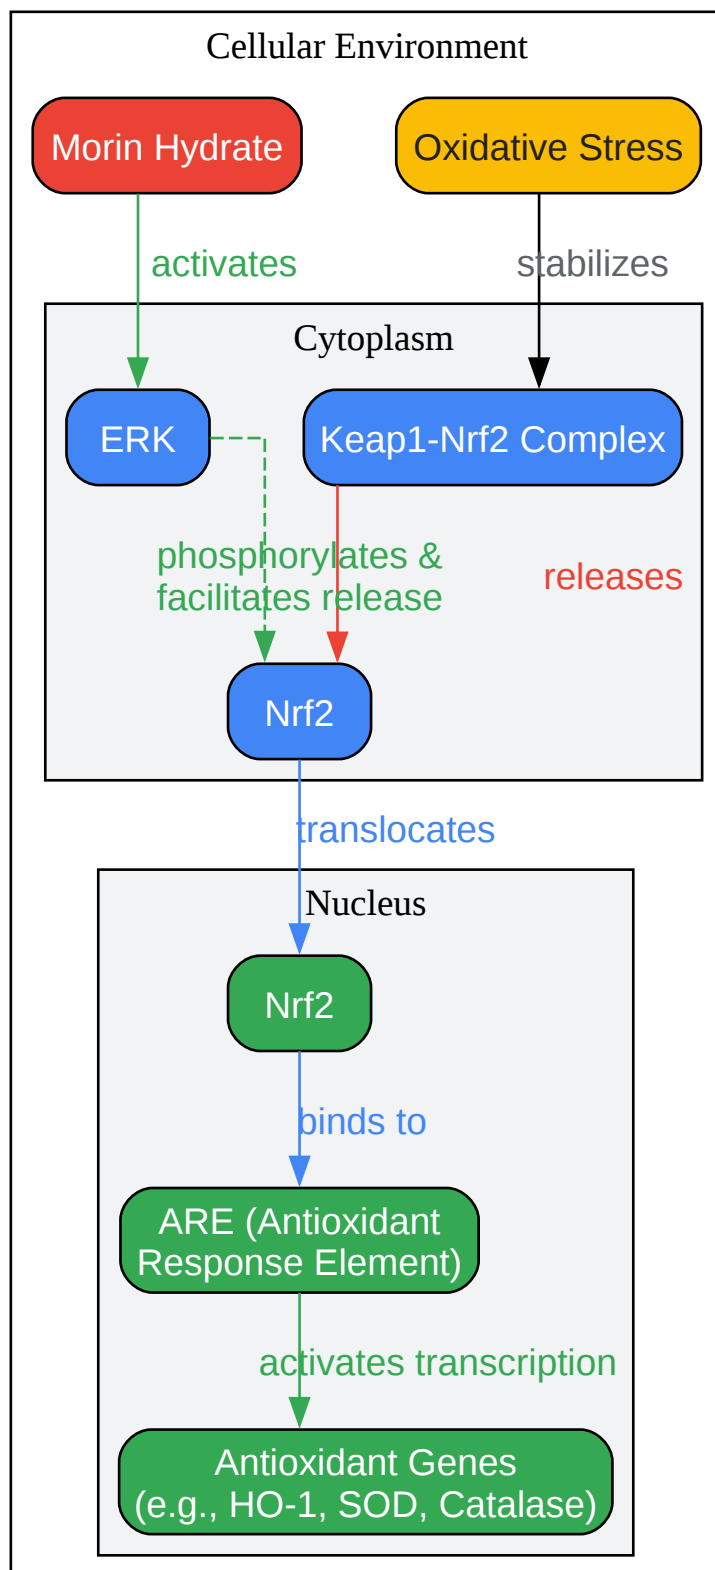 Cellular Environment
Morin Hydrate
Oxidative Stress
activates
stabilizes
Cytoplasm
ERK
Keap1-Nrf2 Complex
phosphorylates &
facilitates release
releases
Nrf2
translocates
Nucleus
Nrf2
binds to
ARE (Antioxidant
Response Element)
activates transcription
Antioxidant Genes
(e.g., HO-1, SOD, Catalase)